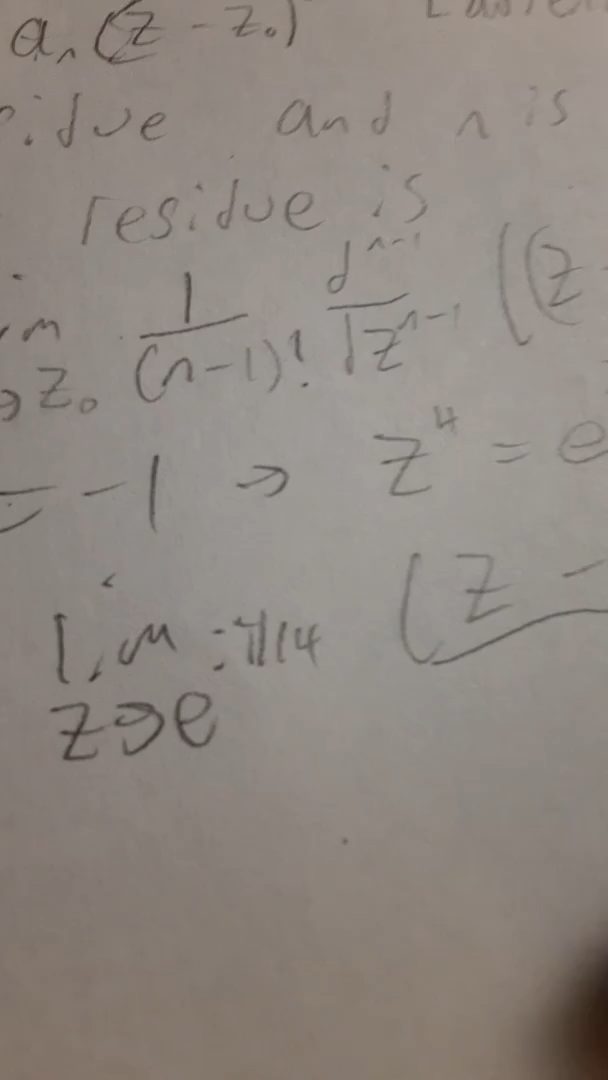 aₙ(z - z₀)
idue and n is
residue is
1/(n-1)! dⁿ⁻¹/dzⁿ⁻¹ ((z
→ z₀
= -1 → z⁴ = e
lim (z -
z→e^iπ/4